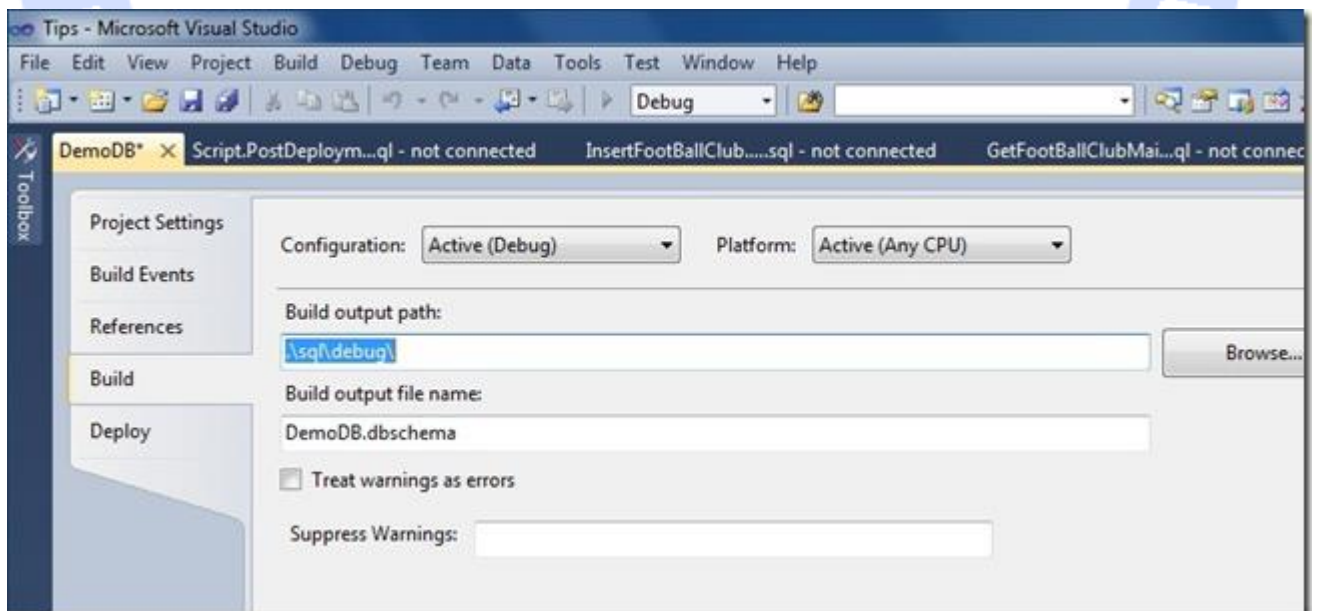 Tips - Microsoft Visual Studio
File Edit View Project Build Debug Team Data Tools Test Window Help
Debug
DemoDB* Script.PostDeploym...ql - not connected InsertFootBallClub.....sql - not connected GetFootBallClubMai...ql - not connec
Toolbox
Project Settings
Build Events
References
Build
Deploy
Configuration: Active (Debug) Platform: Active (Any CPU)
Build output path:
.\sql\debug\ Browse...
Build output file name:
DemoDB.dbschema
Treat warnings as errors
Suppress Warnings: